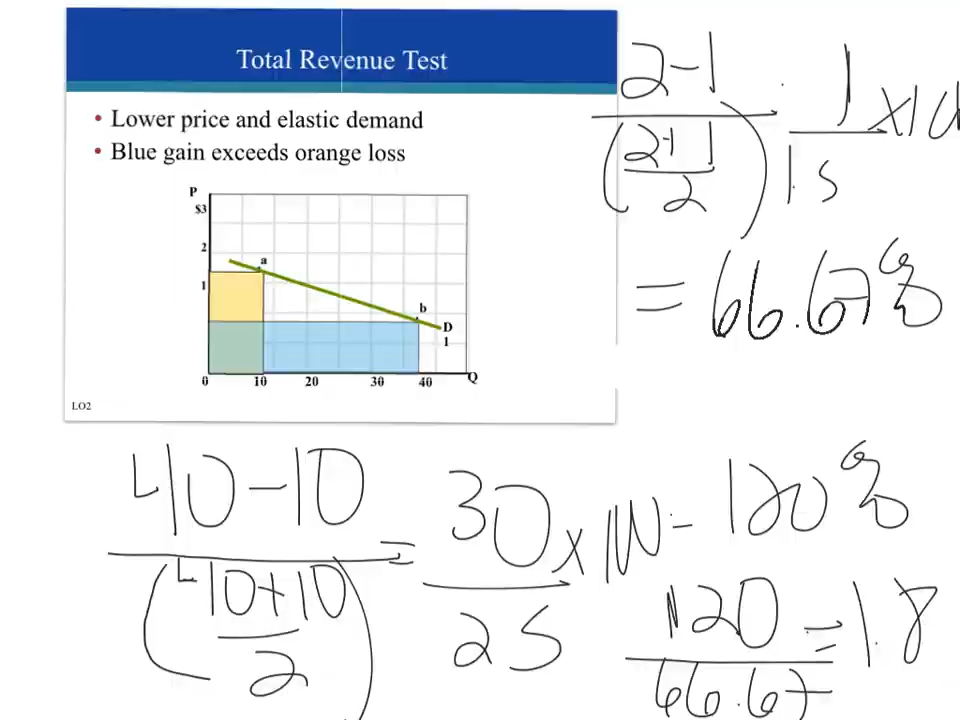 Total Revenue Test
• Lower price and elastic demand
• Blue gain exceeds orange loss
P
$3
2
1
a
b
D
1
0 10 20 30 40 Q
LO2
2-1
(2+1
2)
1
1.5
x10
= 66.67%
40-10
(40+10
2)
=
30
25
x 100 = 120%
120
66.67
= 1.8